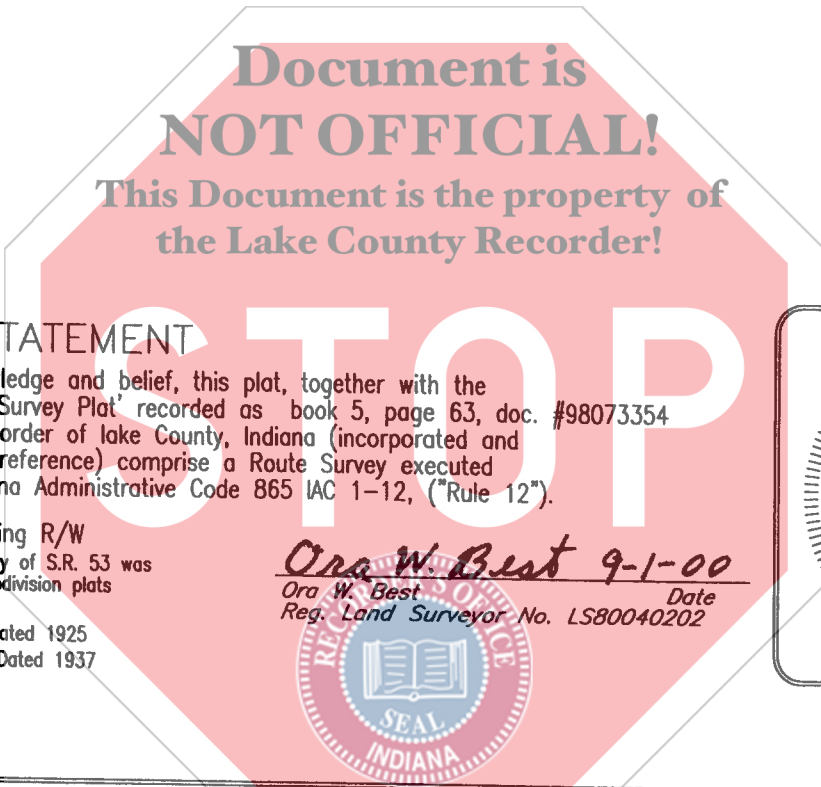 Document is
NOT OFFICIAL!
This Document is the property of
the Lake County Recorder!
STOP
TATEMENT
ledge and belief, this plat, together with the
Survey Plat' recorded as book 5, page 63, doc. #98073354
order of lake County, Indiana (incorporated and
reference) comprise a Route Survey executed
na Administrative Code 865 IAC 1-12, ("Rule 12").
ing R/W
y of S.R. 53 was
division plats
ated 1925
Dated 1937
Ora W. Best 9-1-00
Ora W. Best Date
Reg. Land Surveyor No. LS80040202
RECORDER'S OFFICE
SEAL
INDIANA